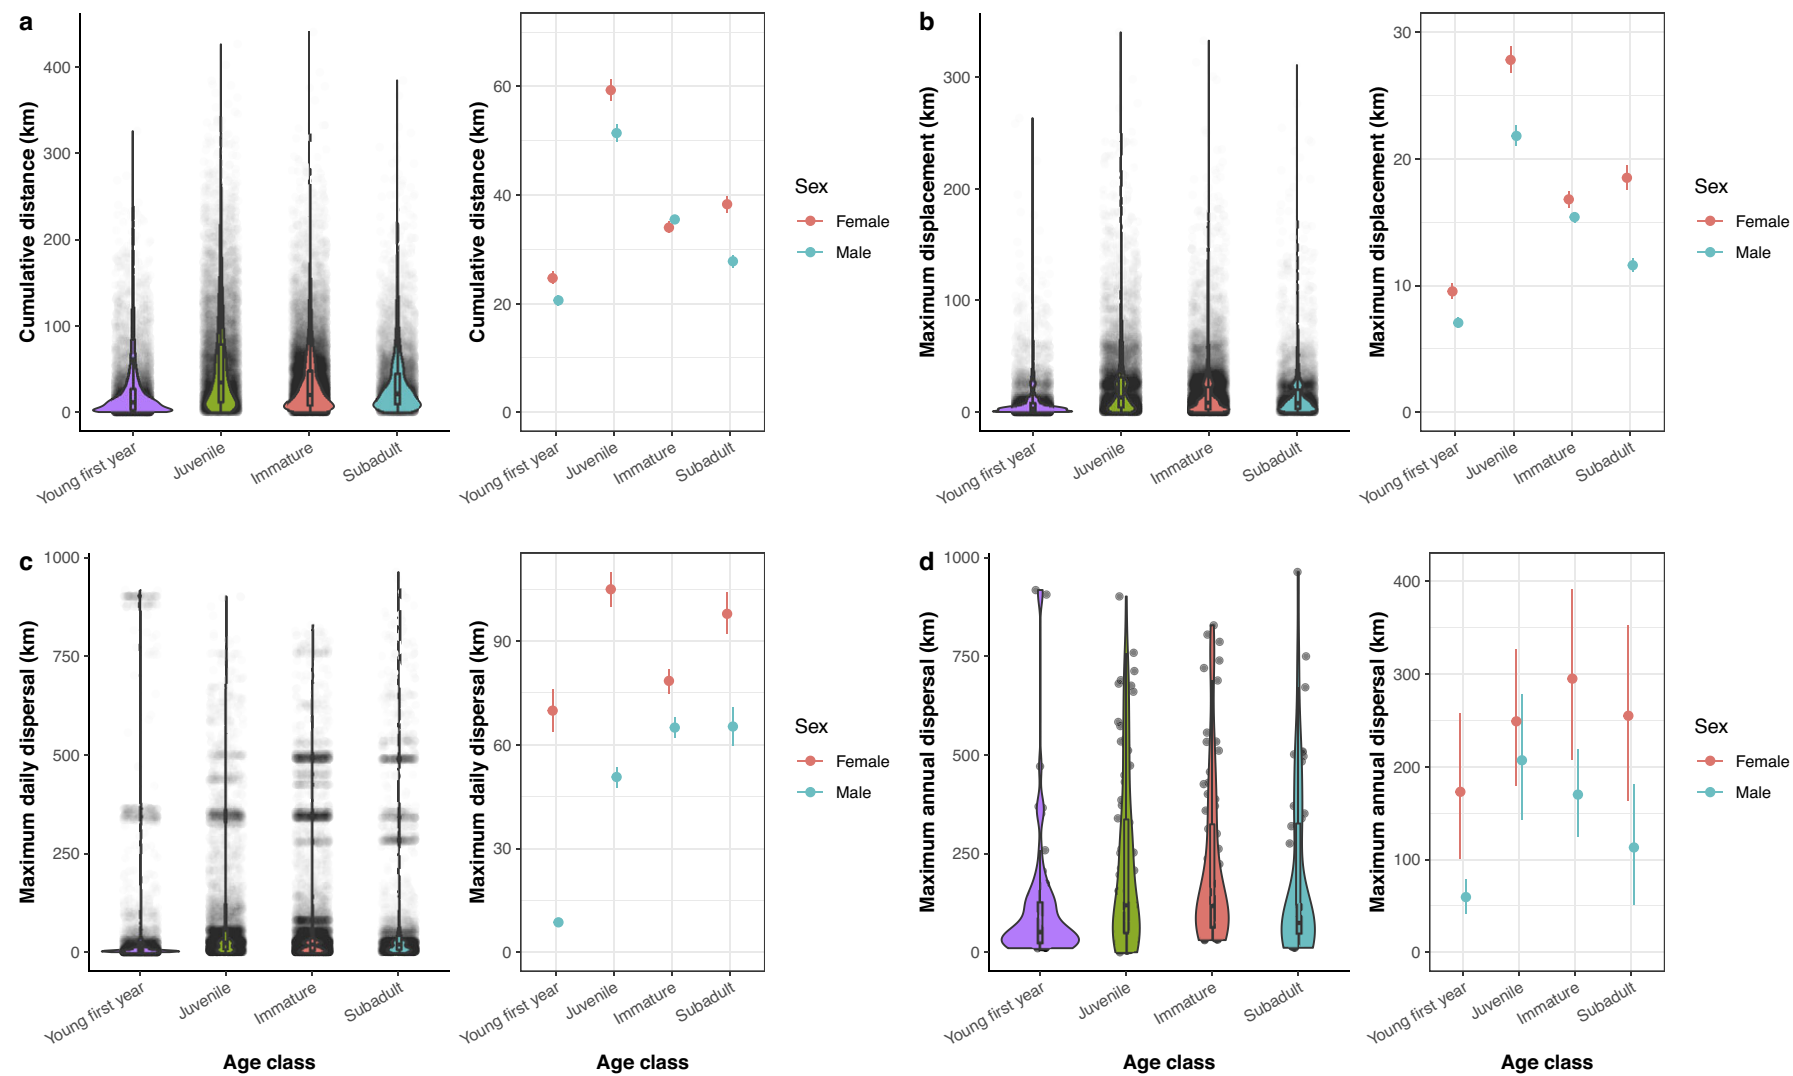 a
Cumulative distance (km)
400
300
200
100
0
Young first year
Juvenile
Immature
Subadult
Cumulative distance (km)
60
40
20
0
Young first year
Juvenile
Immature
Subadult
Sex
Female
Male
b
Maximum displacement (km)
300
200
100
0
Young first year
Juvenile
Immature
Subadult
Maximum displacement (km)
30
20
10
0
Young first year
Juvenile
Immature
Subadult
Sex
Female
Male
c
Maximum daily dispersal (km)
1000
750
500
250
0
Young first year
Juvenile
Immature
Subadult
Age class
Maximum daily dispersal (km)
90
60
30
0
Young first year
Juvenile
Immature
Subadult
Age class
Sex
Female
Male
d
Maximum annual dispersal (km)
1000
750
500
250
0
Young first year
Juvenile
Immature
Subadult
Age class
Maximum annual dispersal (km)
400
300
200
100
0
Young first year
Juvenile
Immature
Subadult
Age class
Sex
Female
Male